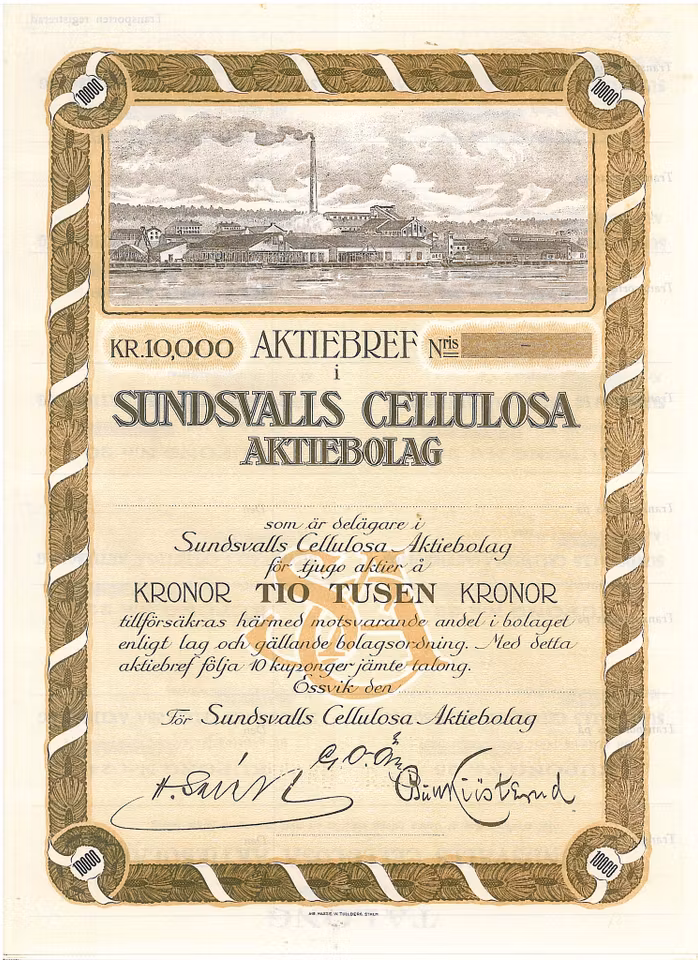 10000
10000
KR. 10,000 AKTIEBREF Nris -
i
SUNDSVALLS CELLULOSA
AKTIEBOLAG
som är delägare i
Sundsvalls Cellulosa Aktiebolag
för tjugo aktier å
KRONOR TIO TUSEN KRONOR
tillförsäkras härmed motsvarande andel i bolaget
enligt lag och gällande bolagsordning. Med detta
aktiebref följa 10 kuponger jämte talong.
Essvik den
För Sundsvalls Cellulosa Aktiebolag
10000
10000